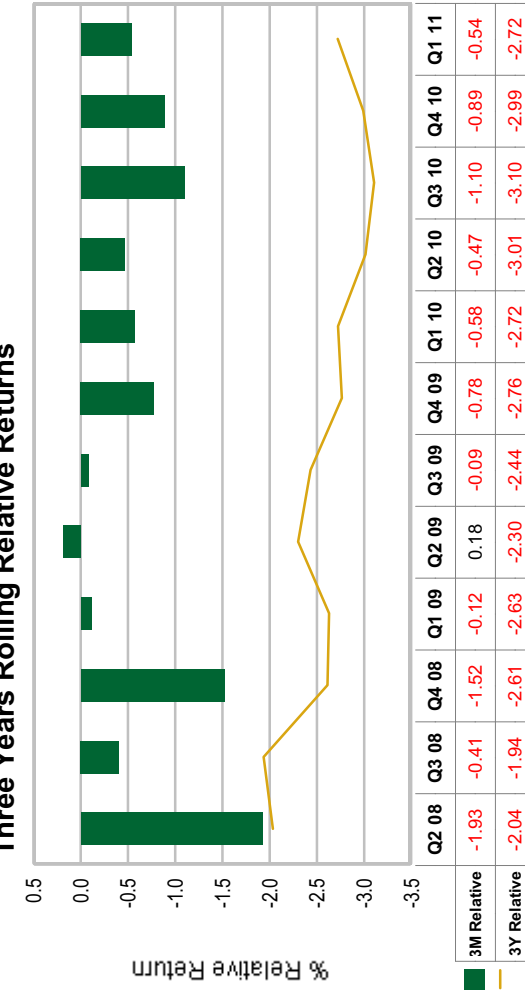 Three Years Rolling Relative Returns
0.5
0.0
-0.5
-1.0
-1.5
-2.0
-2.5
-3.0
-3.5
% Relative Return
Q2 08 Q3 08 Q4 08 Q1 09 Q2 09 Q3 09 Q4 09 Q1 10 Q2 10 Q3 10 Q4 10 Q1 11
3M Relative -1.93 -0.41 -1.52 -0.12 0.18 -0.09 -0.78 -0.58 -0.47 -1.10 -0.89 -0.54
3Y Relative -2.04 -1.94 -2.61 -2.63 -2.30 -2.44 -2.76 -2.72 -3.01 -3.10 -2.99 -2.72